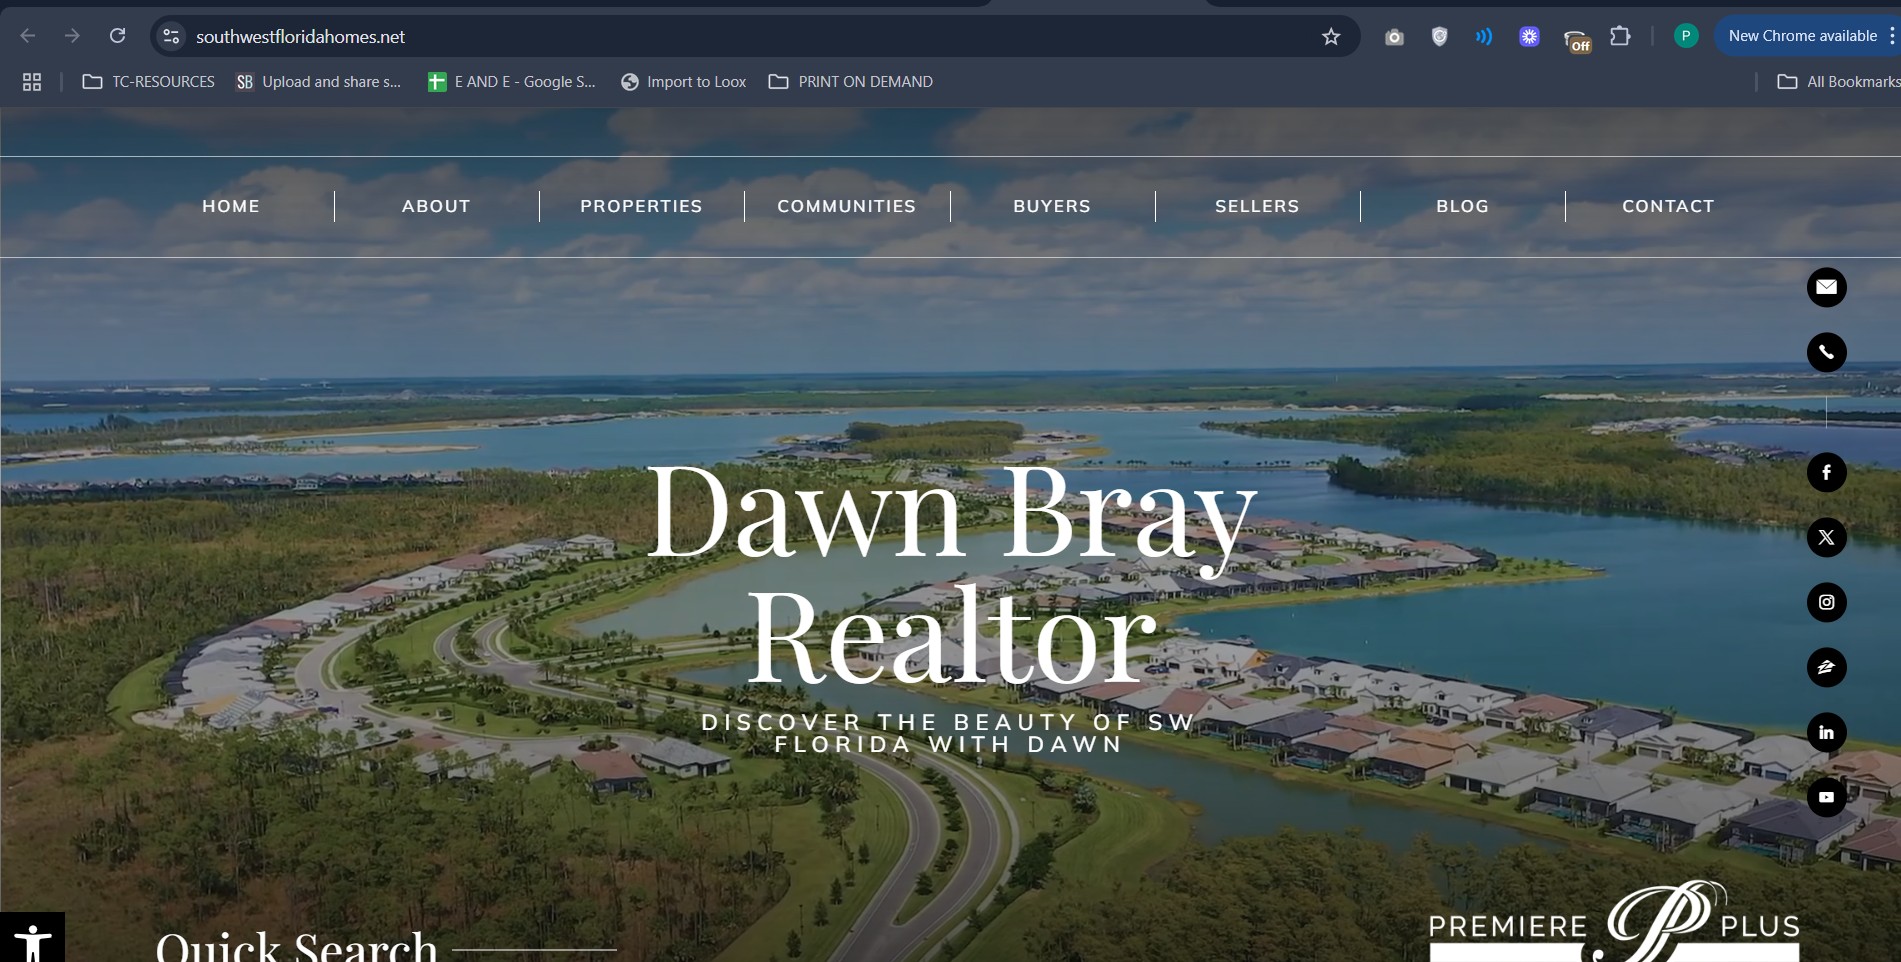 southwestfloridahomes.net
Off
P
New Chrome available
TC-RESOURCES
SB Upload and share s...
E AND E - Google S...
Import to Loox
PRINT ON DEMAND
All Bookmarks
HOME
ABOUT
PROPERTIES
COMMUNITIES
BUYERS
SELLERS
BLOG
CONTACT
Dawn Bray
Realtor
DISCOVER THE BEAUTY OF SW
FLORIDA WITH DAWN
Quick Search
PREMIERE P PLUS